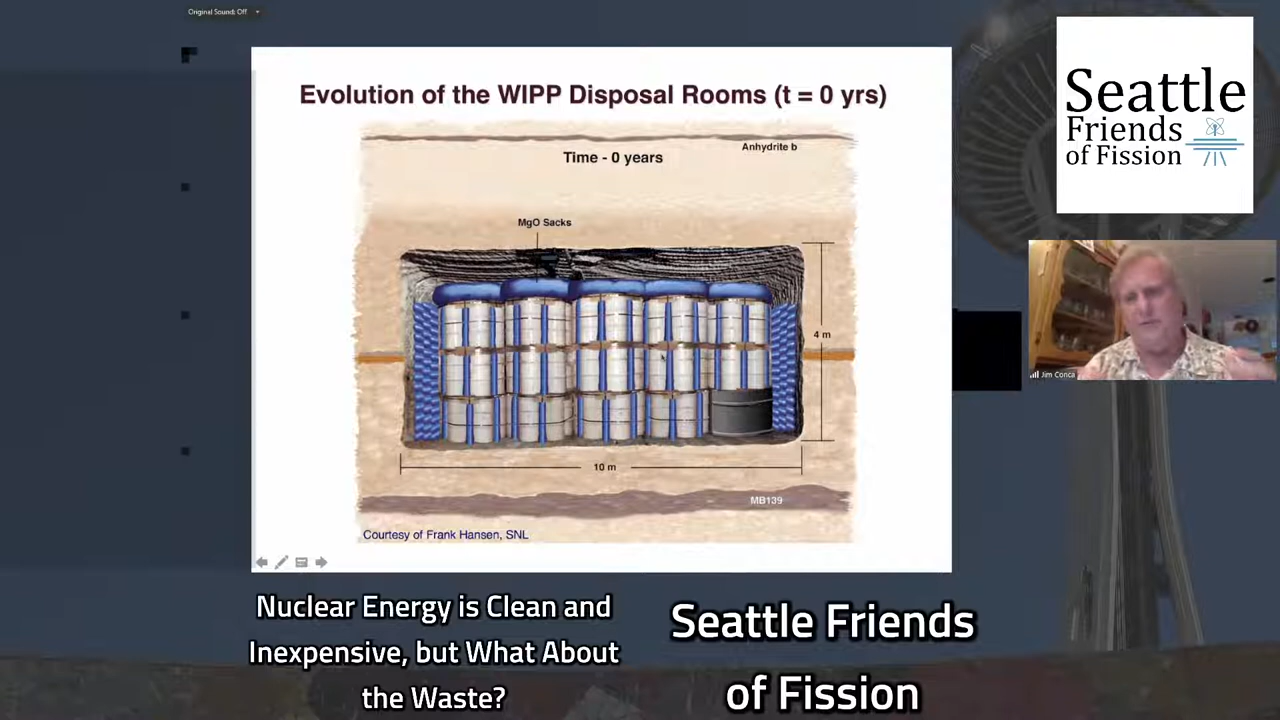 Original Sound: Off
Evolution of the WIPP Disposal Rooms (t = 0 yrs)
Anhydrite b
Time - 0 years
MgO Sacks
4 m
10 m
MB139
Courtesy of Frank Hansen, SNL
Seattle
Friends
of Fission
Jim Conca
Nuclear Energy is Clean and
Inexpensive, but What About
the Waste?
Seattle Friends
of Fission